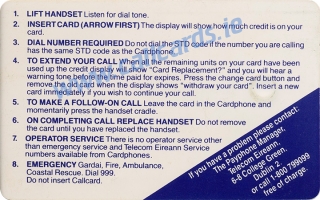 1. LIFT HANDSET Listen for dial tone.
2. INSERT CARD (ARROW FIRST) The display will show how much credit is on your
card.
3. DIAL NUMBER REQUIRED Do not dial the STD code if the number you are calling
has the same STD code as the Cardphone.
4. TO EXTEND YOUR CALL When all the remaining units on your card have been
used up the credit display will show "Card Replacement?" and you will hear a
warning tone before the time paid for expires. Press the change card button and
remove the old card when the display shows "withdraw your card". Insert a new
card immediately if you wish to continue your call.
5. TO MAKE A FOLLOW-ON CALL Leave the card in the Cardphone and
momentarily press the handset cradle.
6. ON COMPLETING CALL REPLACE HANDSET Do not remove
the card until you have replaced the handset.
7. OPERATOR SERVICE There is no operator service other
than emergency service and Telecom Eireann Service
numbers available from Cardphones.
8. EMERGENCY Gardai, Fire, Ambulance,
Coastal Rescue. Dial 999.
Do not insert Callcard.
If you have a problem please contact:
The Payphone Manager,
Telecom Eireann,
6-8 College Green,
Dublin 2.
or call 1-800 799099
free of charge.